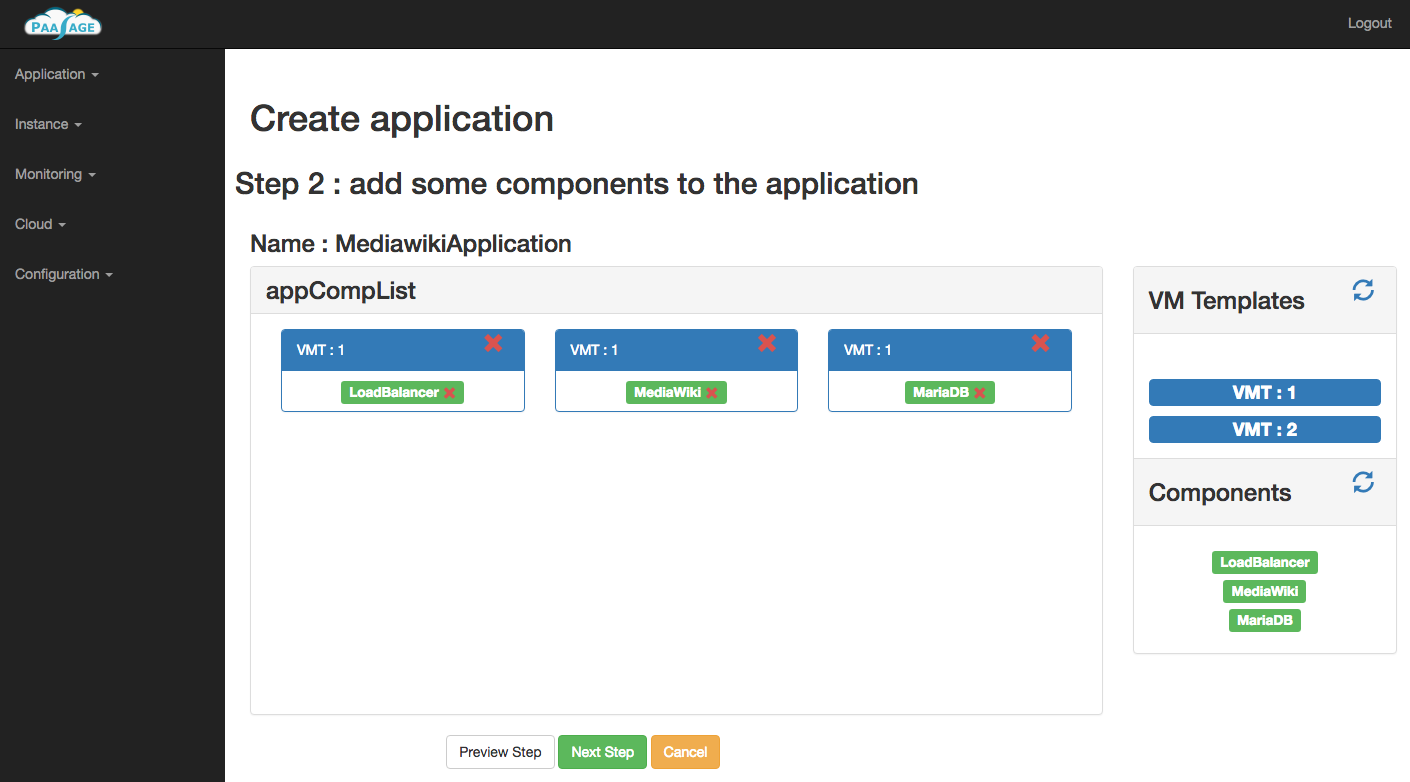 PAASAGE
Logout
Application
Instance
Monitoring
Cloud
Configuration
Create application
Step 2 : add some components to the application
Name : MediawikiApplication
appCompList
VMT : 1
LoadBalancer
VMT : 1
MediaWiki
VMT : 1
MariaDB
VM Templates
VMT : 1
VMT : 2
Components
LoadBalancer
MediaWiki
MariaDB
Preview Step
Next Step
Cancel